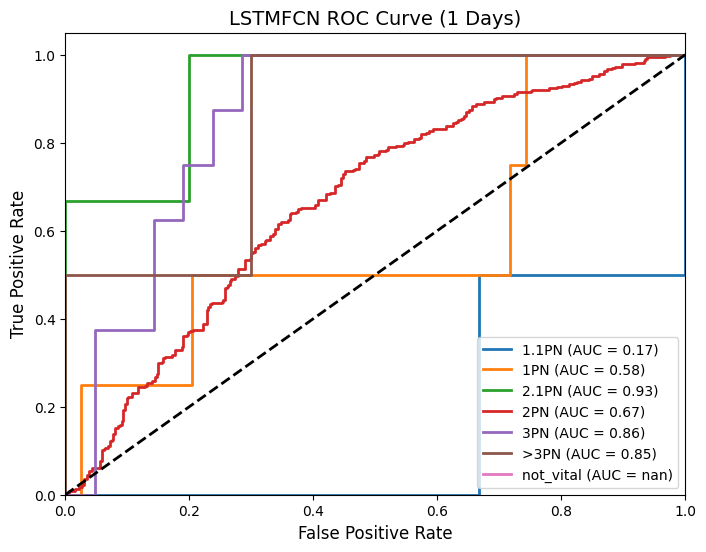 LSTMFCN ROC Curve (1 Days)
True Positive Rate
1.0
0.8
0.6
0.4
0.2
0.0
1.1PN (AUC = 0.17)
1PN (AUC = 0.58)
2.1PN (AUC = 0.93)
2PN (AUC = 0.67)
3PN (AUC = 0.86)
>3PN (AUC = 0.85)
not_vital (AUC = nan)
0.0 0.2 0.4 0.6 0.8 1.0
False Positive Rate